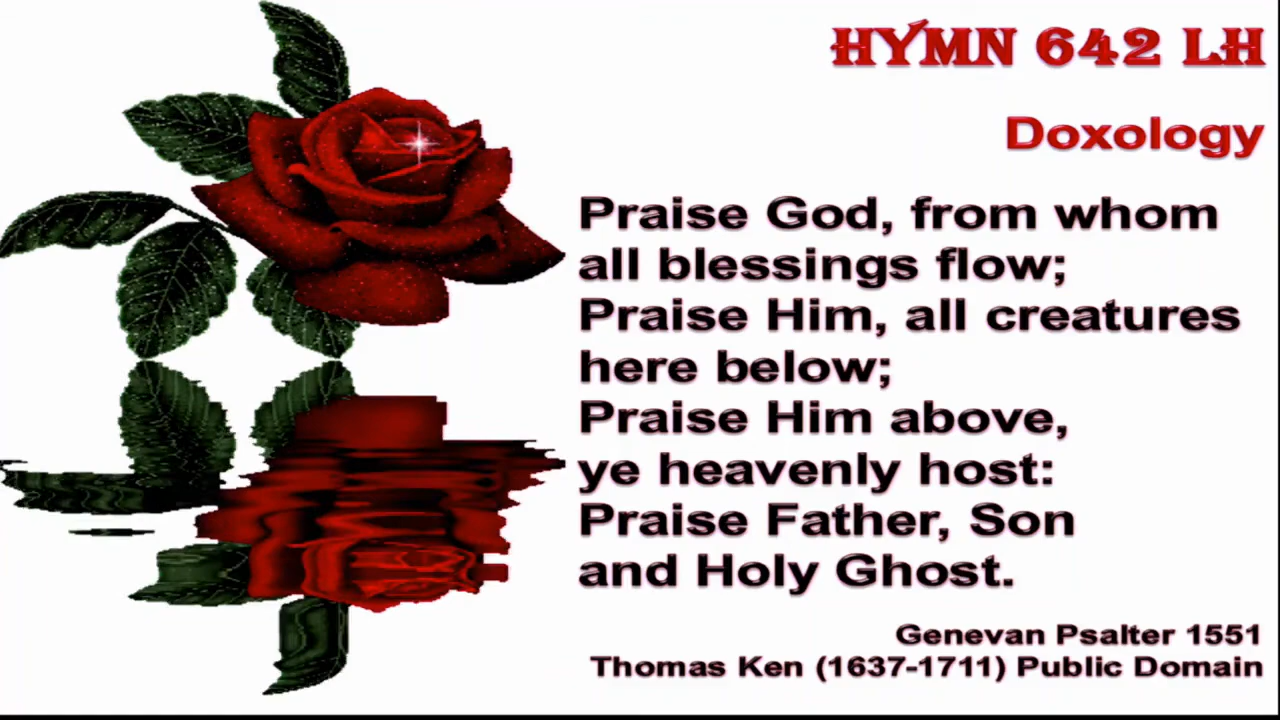 HYMN 642 LH
Doxology
Praise God, from whom
all blessings flow;
Praise Him, all creatures
here below;
Praise Him above,
ye heavenly host:
Praise Father, Son
and Holy Ghost.
Genevan Psalter 1551
Thomas Ken (1637-1711) Public Domain